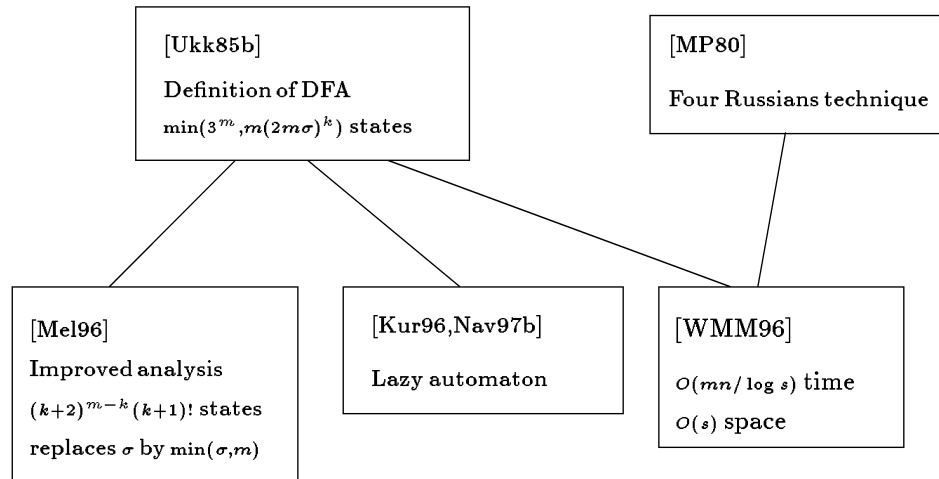 [Ukk85b]
Definition of DFA
min(3^m,m(2mσ)^k) states
[MP80]
Four Russians technique
[Mel96]
Improved analysis
(k+2)^{m−k}(k+1)! states
replaces σ by min(σ,m)
[Kur96,Nav97b]
Lazy automaton
[WMM96]
O(mn/ log s) time
O(s) space